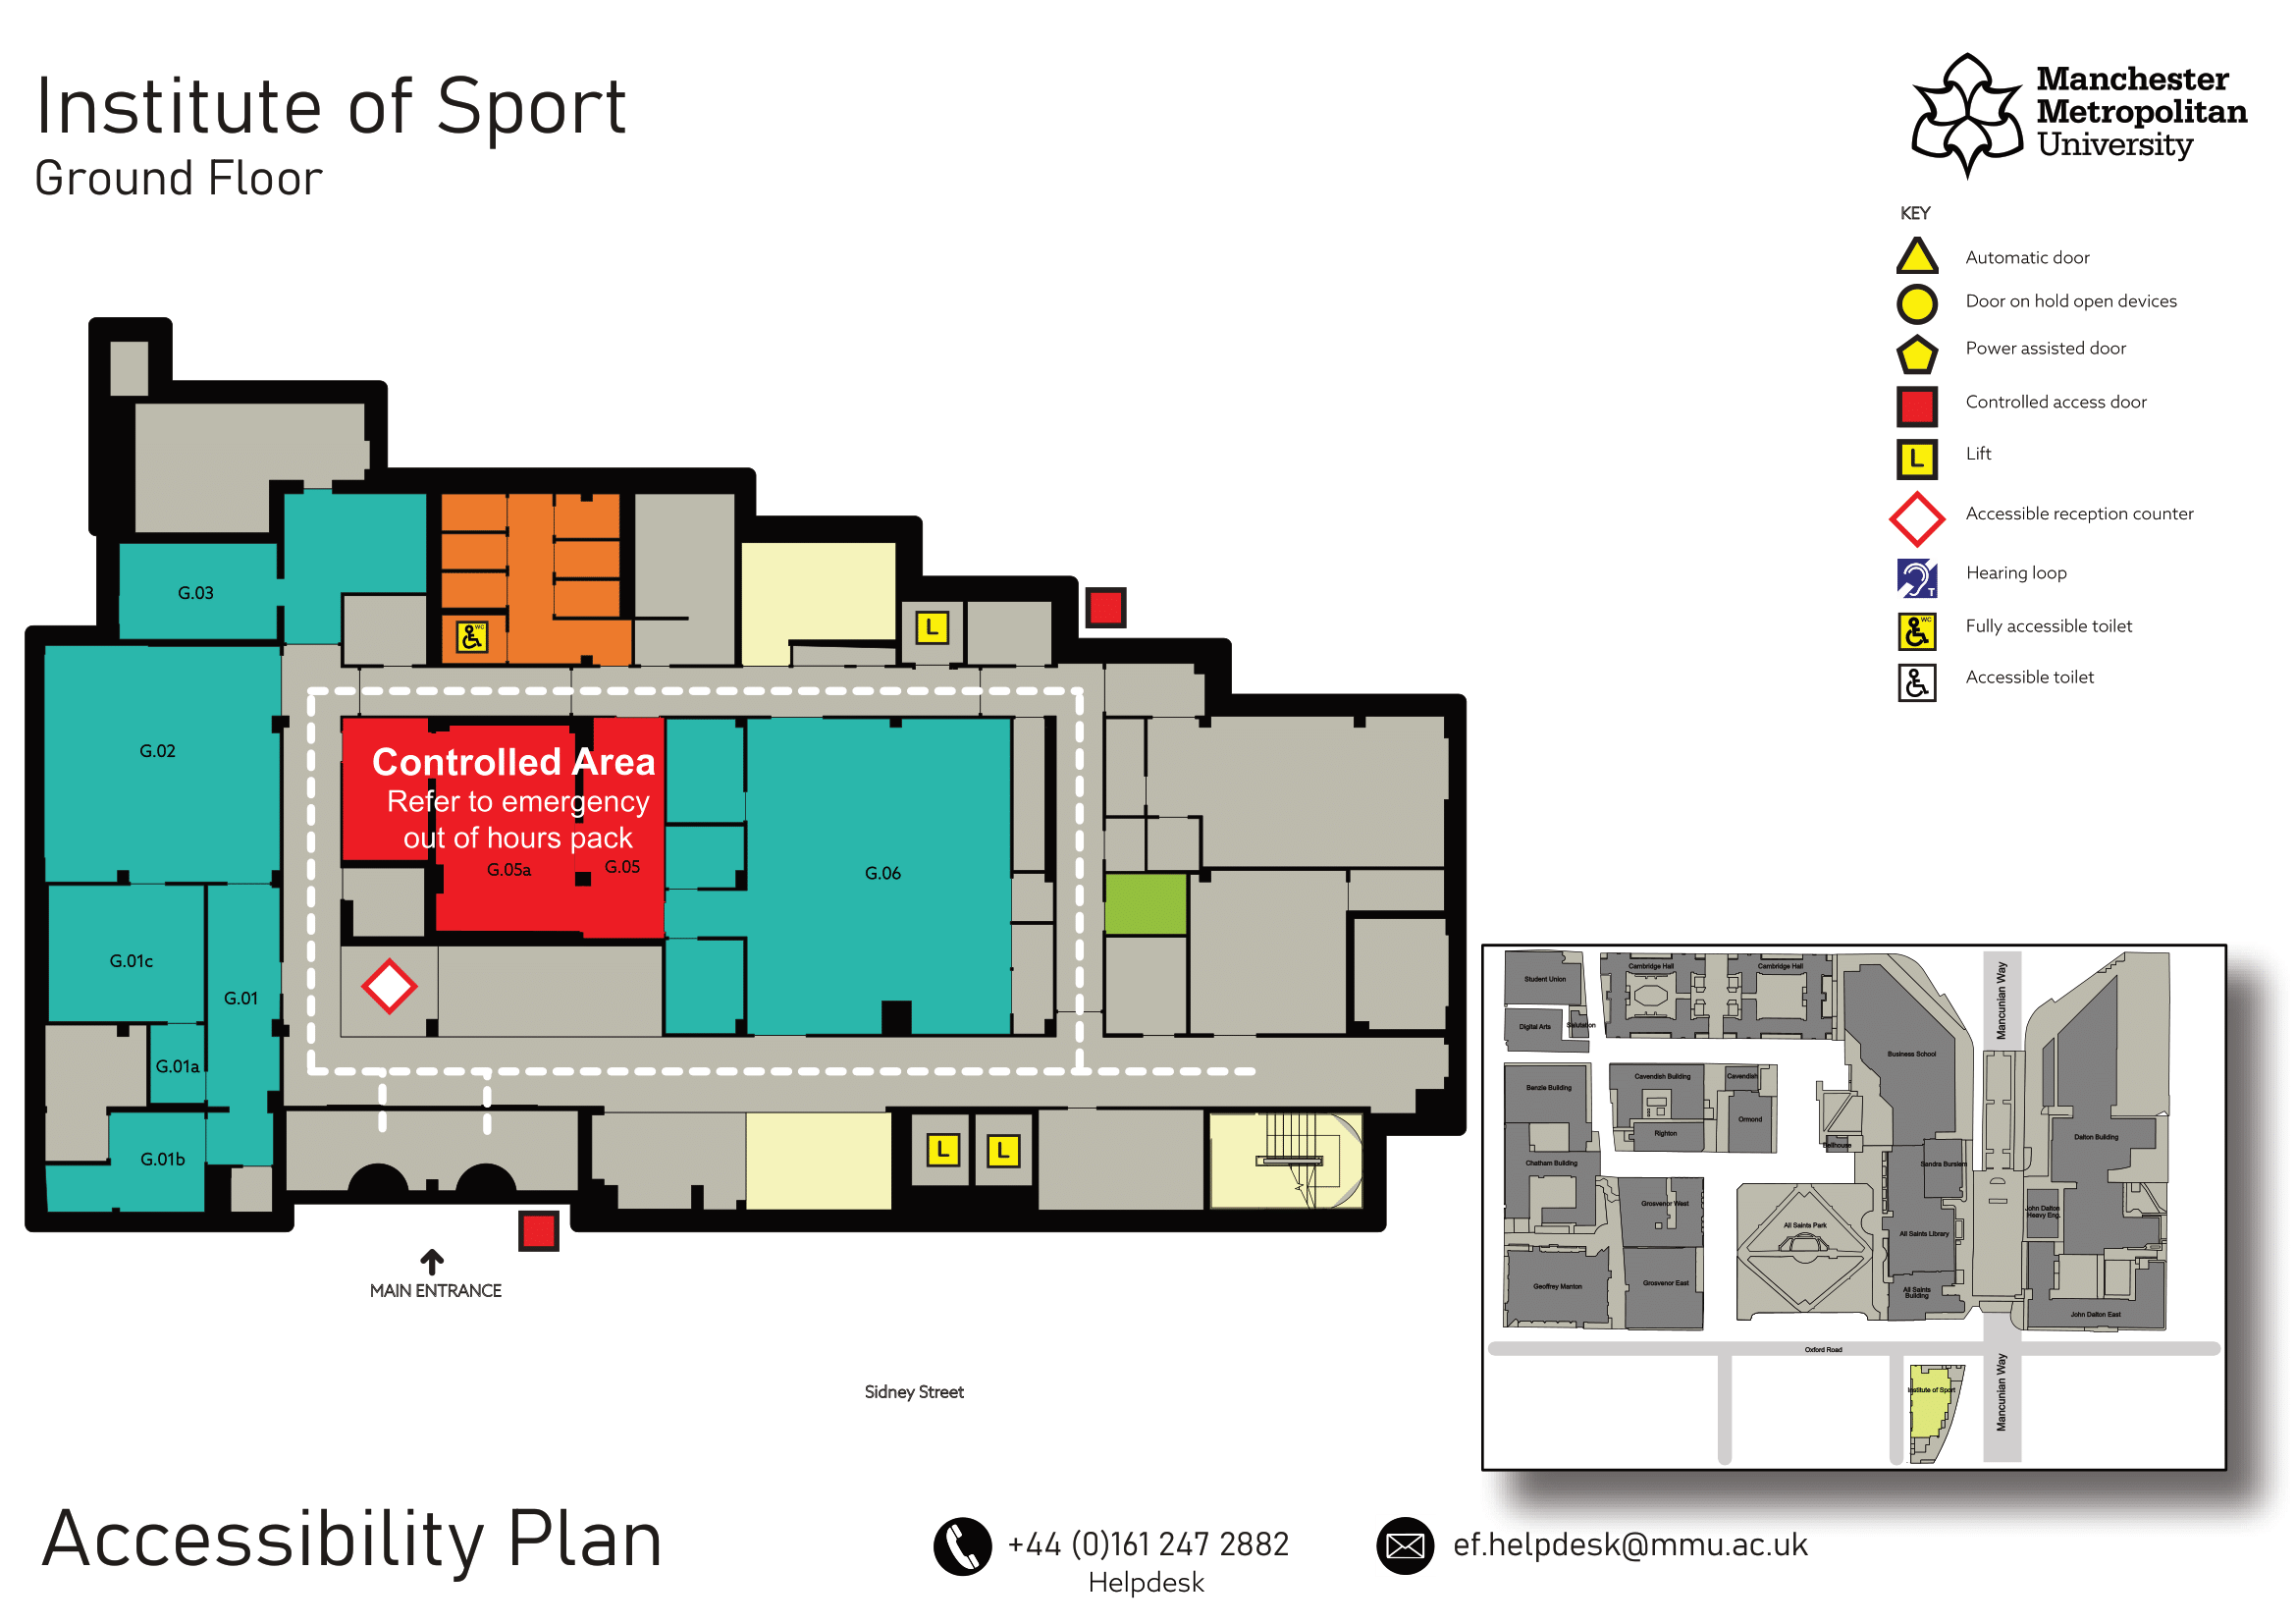 Institute of Sport
Ground Floor
Manchester
Metropolitan
University
KEY
Automatic door
Door on hold open devices
Power assisted door
Controlled access door
L
Lift
Accessible reception counter
T
Hearing loop
WC
Fully accessible toilet
Accessible toilet
G.03
WC
L
G.02
Controlled Area
Refer to emergency
out of hours pack
G.05a
G.05
G.06
G.01c
G.01
G.01a
G.01b
L
L
MAIN ENTRANCE
Sidney Street
Student Union
Cambridge Hall
Cambridge Hall
Mancunian Way
Digital Arts
Salutation
Business School
Benzie Building
Cavendish Building
Cavendish
Ormond
Righton
Bellhouse
Dalton Building
Chatham Building
Sandra Burslem
Grosvenor West
John Dalton
Heavy Eng.
All Saints Park
All Saints Library
Geoffrey Manton
Grosvenor East
All Saints
Building
John Dalton East
Oxford Road
Institute of Sport
Mancunian Way
Accessibility Plan
+44 (0)161 247 2882
Helpdesk
ef.helpdesk@mmu.ac.uk